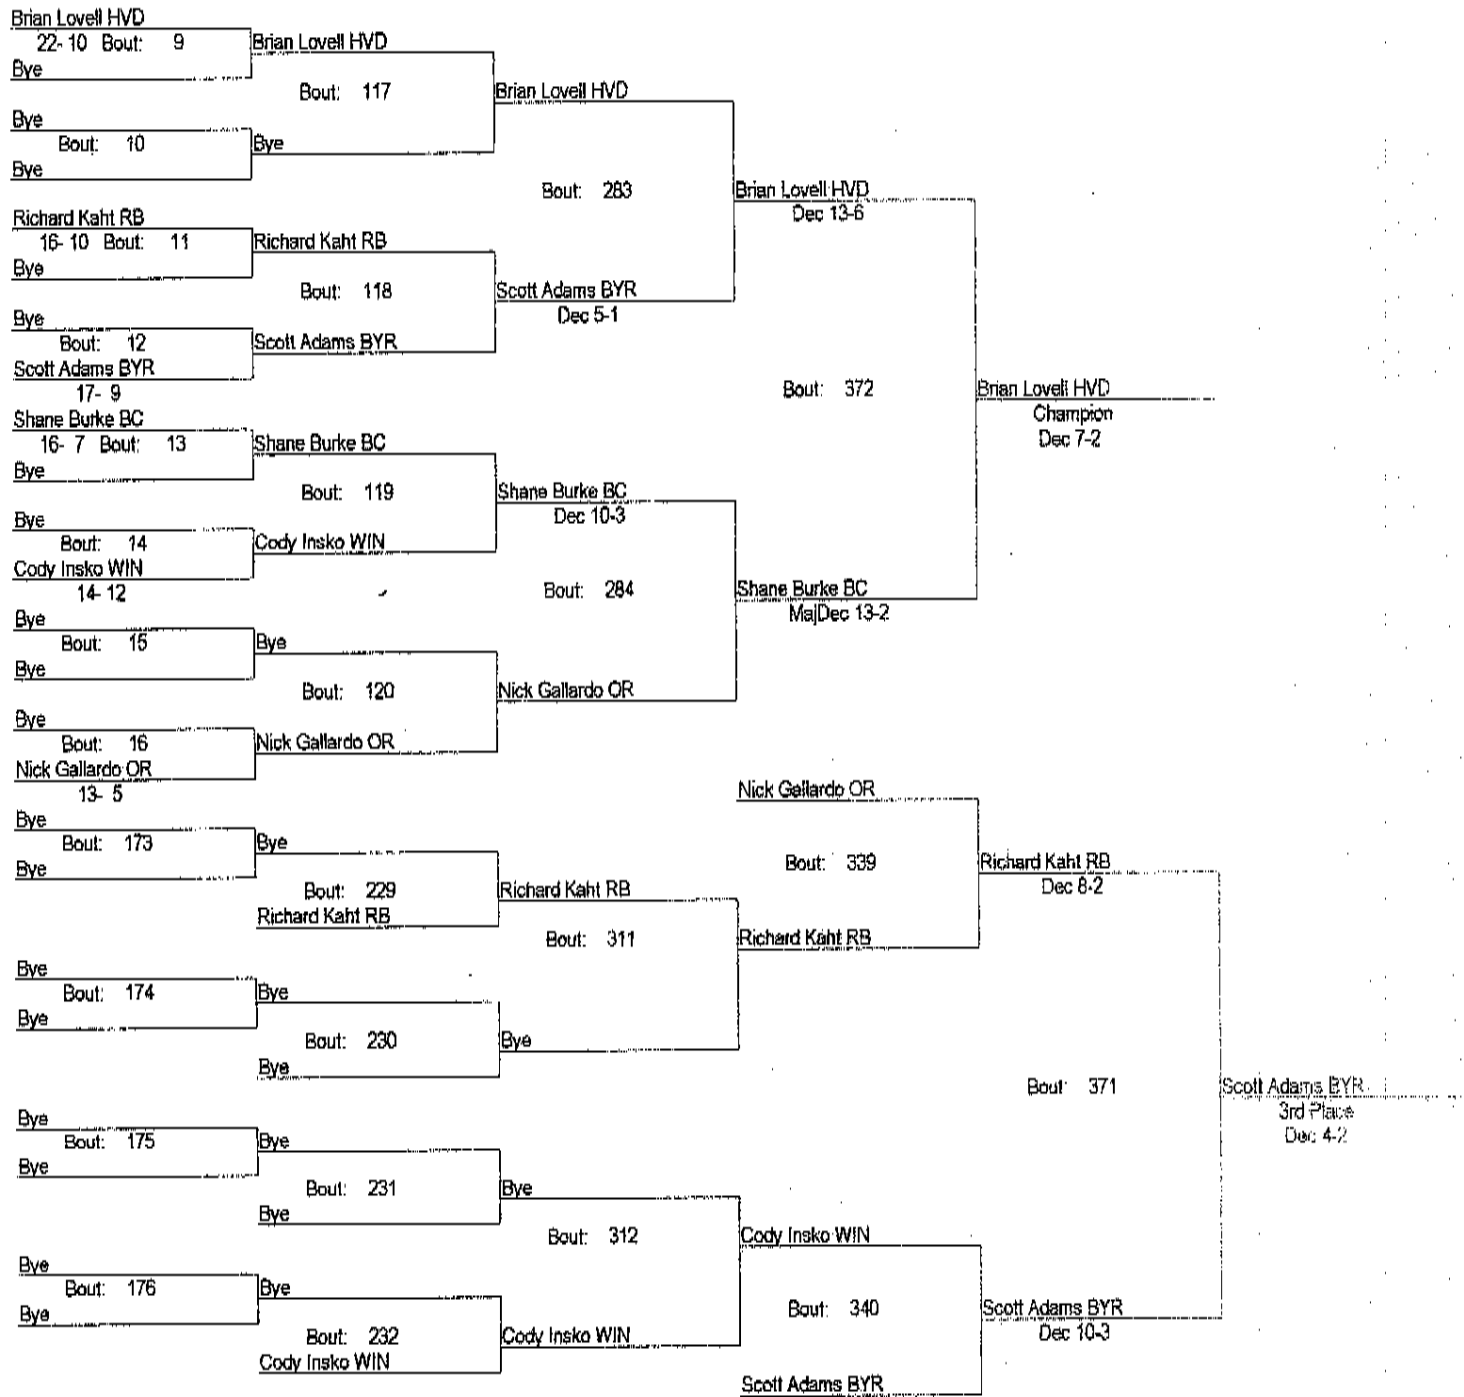 Brian Lovell HVD
22- 10 Bout: 9
Bye
Brian Lovell HVD
Bout: 117
Brian Lovell HVD
Bye
Bout: 10
Bye
Bye
Bout: 283
Brian Lovell HVD
Dec 13-6
Richard Kaht RB
16- 10 Bout: 11
Bye
Richard Kaht RB
Bout: 118
Scott Adams BYR
Dec 5-1
Bye
Bout: 12
Scott Adams BYR
17- 9
Scott Adams BYR
Bout: 372
Brian Lovell HVD
Champion
Dec 7-2
Shane Burke BC
16- 7 Bout: 13
Bye
Shane Burke BC
Bout: 119
Shane Burke BC
Dec 10-3
Bye
Bout: 14
Cody Insko WIN
14- 12
Cody Insko WIN
Bout: 284
Shane Burke BC
MajDec 13-2
Bye
Bout: 15
Bye
Bye
Bout: 120
Nick Gallardo OR
Bye
Bout: 16
Nick Gallardo OR
13- 5
Nick Gallardo OR
Nick Gallardo OR
Bye
Bout: 173
Bye
Bye
Bout: 229
Richard Kaht RB
Richard Kaht RB
Bout: 339
Richard Kaht RB
Dec 8-2
Bout: 311
Richard Kaht RB
Bye
Bout: 174
Bye
Bye
Bout: 230
Bye
Bye
Bout: 371
Scott Adams BYR
3rd Place
Dec 4-2
Bye
Bout: 175
Bye
Bye
Bout: 231
Bye
Bye
Bout: 312
Cody Insko WIN
Bye
Bout: 176
Bye
Bye
Bout: 232
Cody Insko WIN
Cody Insko WIN
Bout: 340
Scott Adams BYR
Dec 10-3
Scott Adams BYR